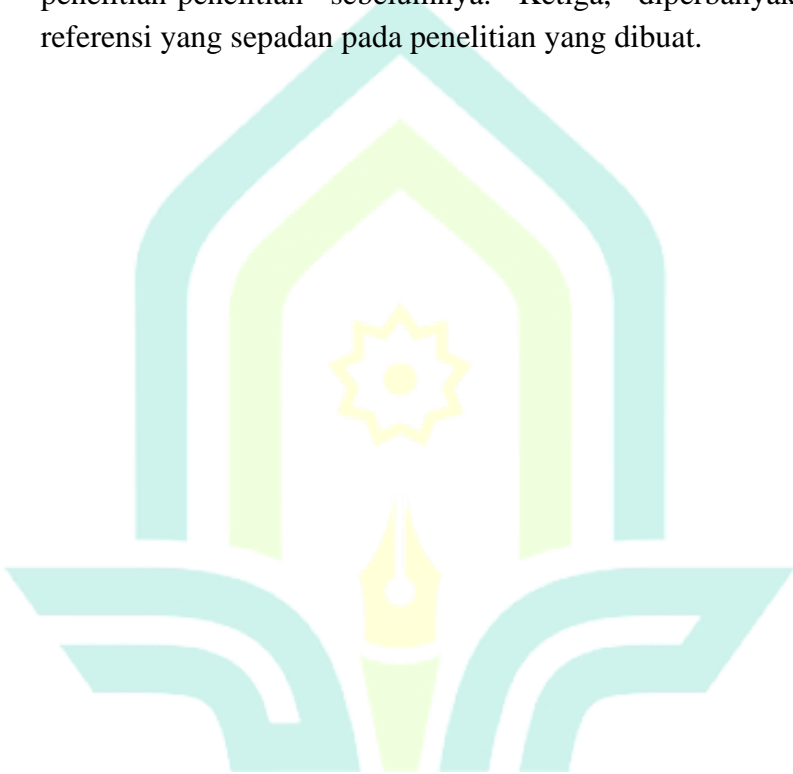 penelitian-penelitian sebelumnya. Ketiga, diperbanyak
referensi yang sepadan pada penelitian yang dibuat.